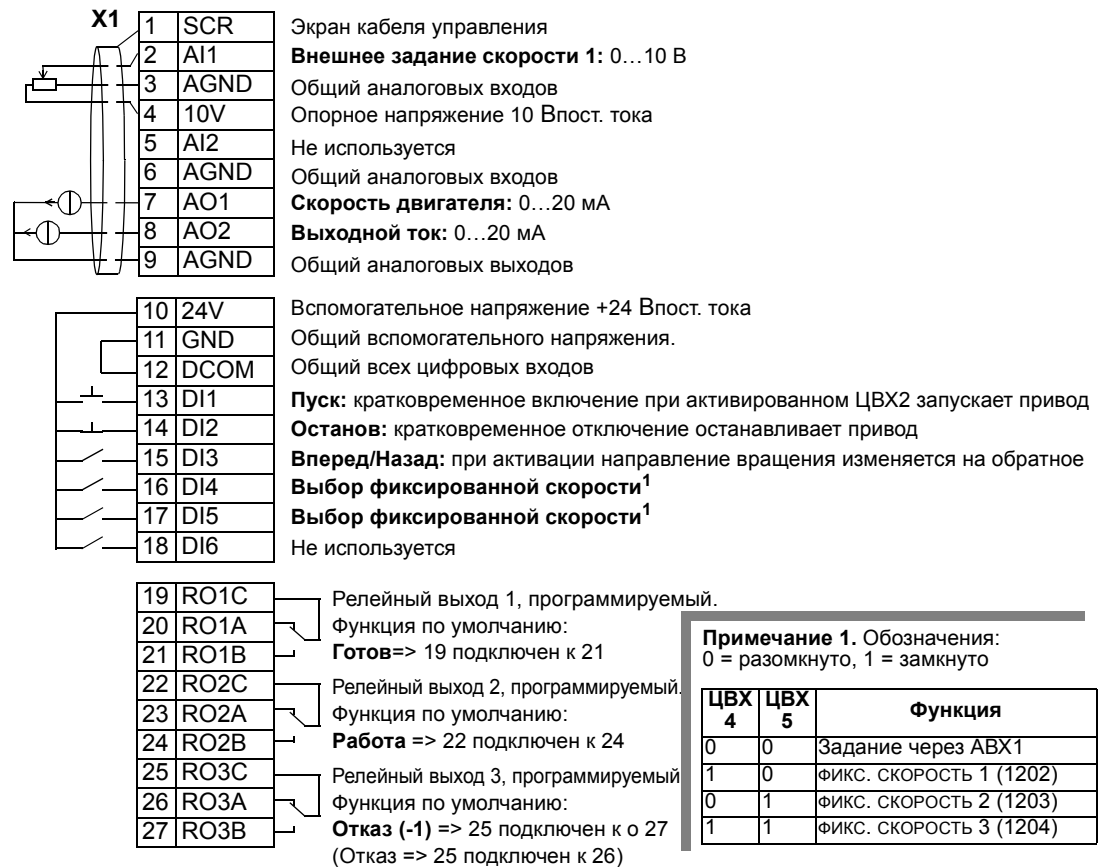 X1
1 SCR Экран кабеля управления
2 AI1 Внешнее задание скорости 1: 0…10 В
3 AGND Общий аналоговых входов
4 10V Опорное напряжение 10 Впост. тока
5 AI2 Не используется
6 AGND Общий аналоговых входов
7 AO1 Скорость двигателя: 0…20 мА
8 AO2 Выходной ток: 0…20 мА
9 AGND Общий аналоговых выходов
10 24V Вспомогательное напряжение +24 Впост. тока
11 GND Общий вспомогательного напряжения.
12 DCOM Общий всех цифровых входов
13 DI1 Пуск: кратковременное включение при активированном ЦВХ2 запускает привод
14 DI2 Останов: кратковременное отключение останавливает привод
15 DI3 Вперед/Назад: при активации направление вращения изменяется на обратное
16 DI4 Выбор фиксированной скорости1
17 DI5 Выбор фиксированной скорости1
18 DI6 Не используется
19 RO1C Релейный выход 1, программируемый.
20 RO1A Функция по умолчанию:
21 RO1B Готов=> 19 подключен к 21
22 RO2C Релейный выход 2, программируемый.
23 RO2A Функция по умолчанию:
24 RO2B Работа => 22 подключен к 24
25 RO3C Релейный выход 3, программируемый
26 RO3A Функция по умолчанию:
27 RO3B Отказ (-1) => 25 подключен к о 27
(Отказ => 25 подключен к 26)
Примечание 1. Обозначения:
0 = разомкнуто, 1 = замкнуто
ЦВХ 4 ЦВХ 5 Функция
0 0 Задание через АВХ1
1 0 ФИКС. СКОРОСТЬ 1 (1202)
0 1 ФИКС. СКОРОСТЬ 2 (1203)
1 1 ФИКС. СКОРОСТЬ 3 (1204)